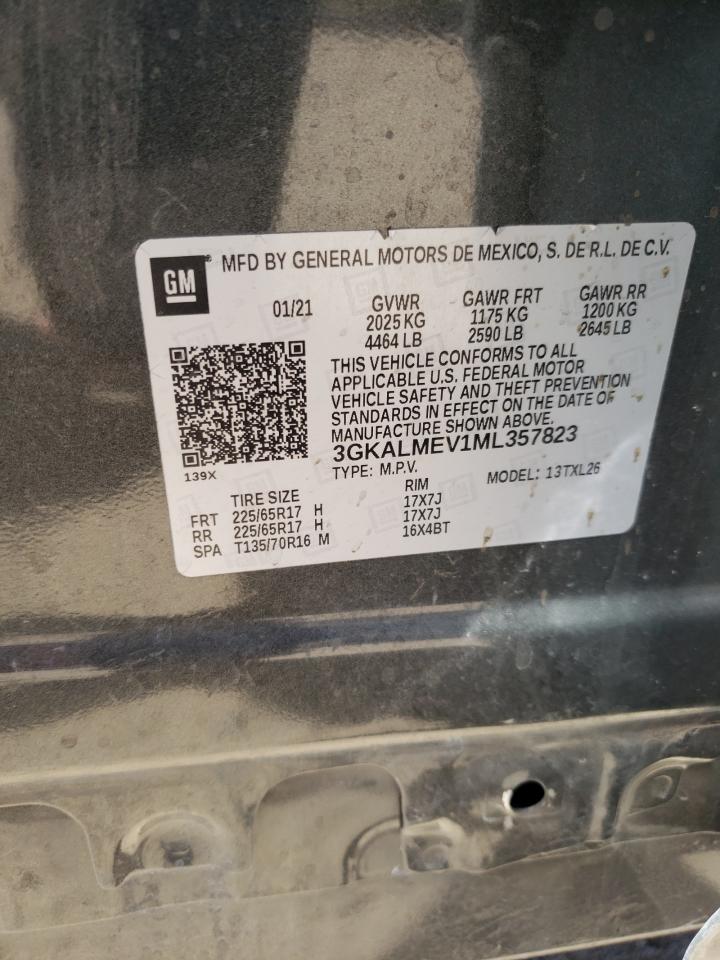 GM
MFD BY GENERAL MOTORS DE MEXICO, S. DE R.L. DE C.V.
01/21 GVWR GAWR FRT GAWR RR
2025 KG 1175 KG 1200 KG
4464 LB 2590 LB 2645 LB
THIS VEHICLE CONFORMS TO ALL
APPLICABLE U.S. FEDERAL MOTOR
VEHICLE SAFETY AND THEFT PREVENTION
STANDARDS IN EFFECT ON THE DATE OF
MANUFACTURE SHOWN ABOVE.
3GKALMEV1ML357823
139X
TYPE: M.P.V. MODEL: 13TXL26
TIRE SIZE RIM
FRT 225/65R17 H 17X7J
RR 225/65R17 H 17X7J
SPA T135/70R16 M 16X4BT